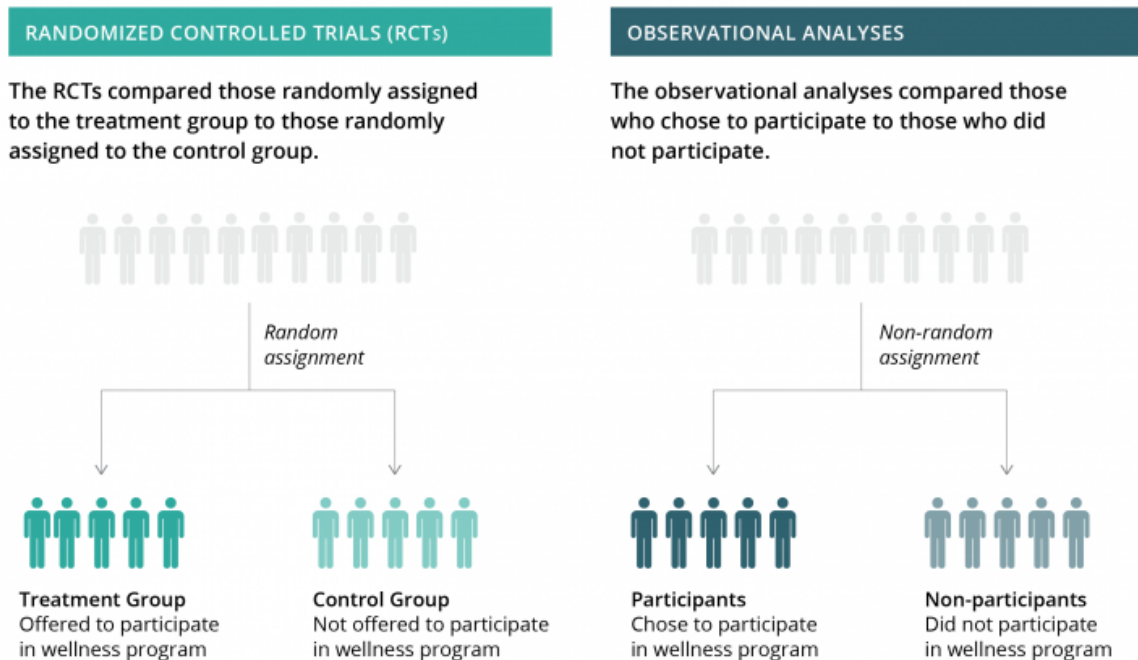 RANDOMIZED CONTROLLED TRIALS (RCTs)
The RCTs compared those randomly assigned
to the treatment group to those randomly
assigned to the control group.
Random
assignment
Treatment Group
Offered to participate
in wellness program
Control Group
Not offered to participate
in wellness program
OBSERVATIONAL ANALYSES
The observational analyses compared those
who chose to participate to those who did
not participate.
Non-random
assignment
Participants
Chose to participate
in wellness program
Non-participants
Did not participate
in wellness program